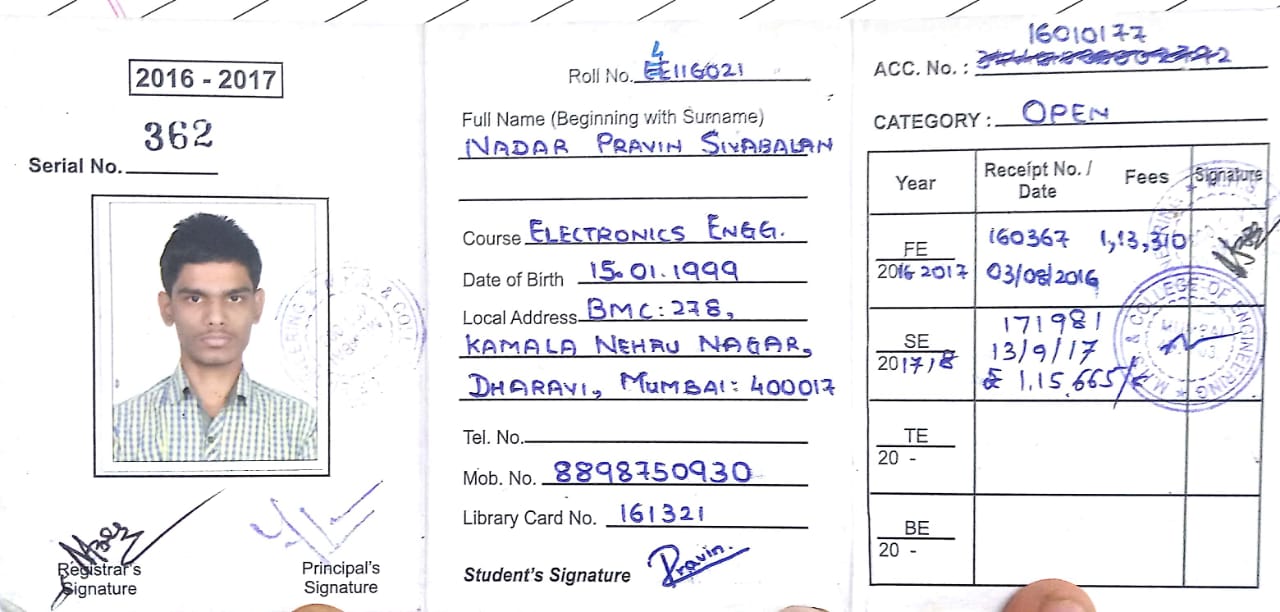 2016 - 2017
362
Serial No.
Registrar's
Signature
Principal's
Signature
4
Roll No. EE116021
Full Name (Beginning with Surname)
NADAR PRAVIN SIVABALAN
Course ELECTRONICS ENGG.
Date of Birth 15.01.1999
Local Address BMC: 278,
KAMALA NEHRU NAGAR,
DHARAVI, MUMBAI: 400017
Tel. No.
Mob. No. 8898750930
Library Card No. 161321
Student's Signature Pravin.
16010177
ACC. No. :
CATEGORY : OPEN
Year Receipt No. / Date Fees Signature
FE 160367 1,13,310
2016 2017 03/08/2016
SE 171981
2017/8 13/9/17
1,15,665/-
TE
20 -
BE
20 -
M.G.S & COLLEGE OF ENGINEERING